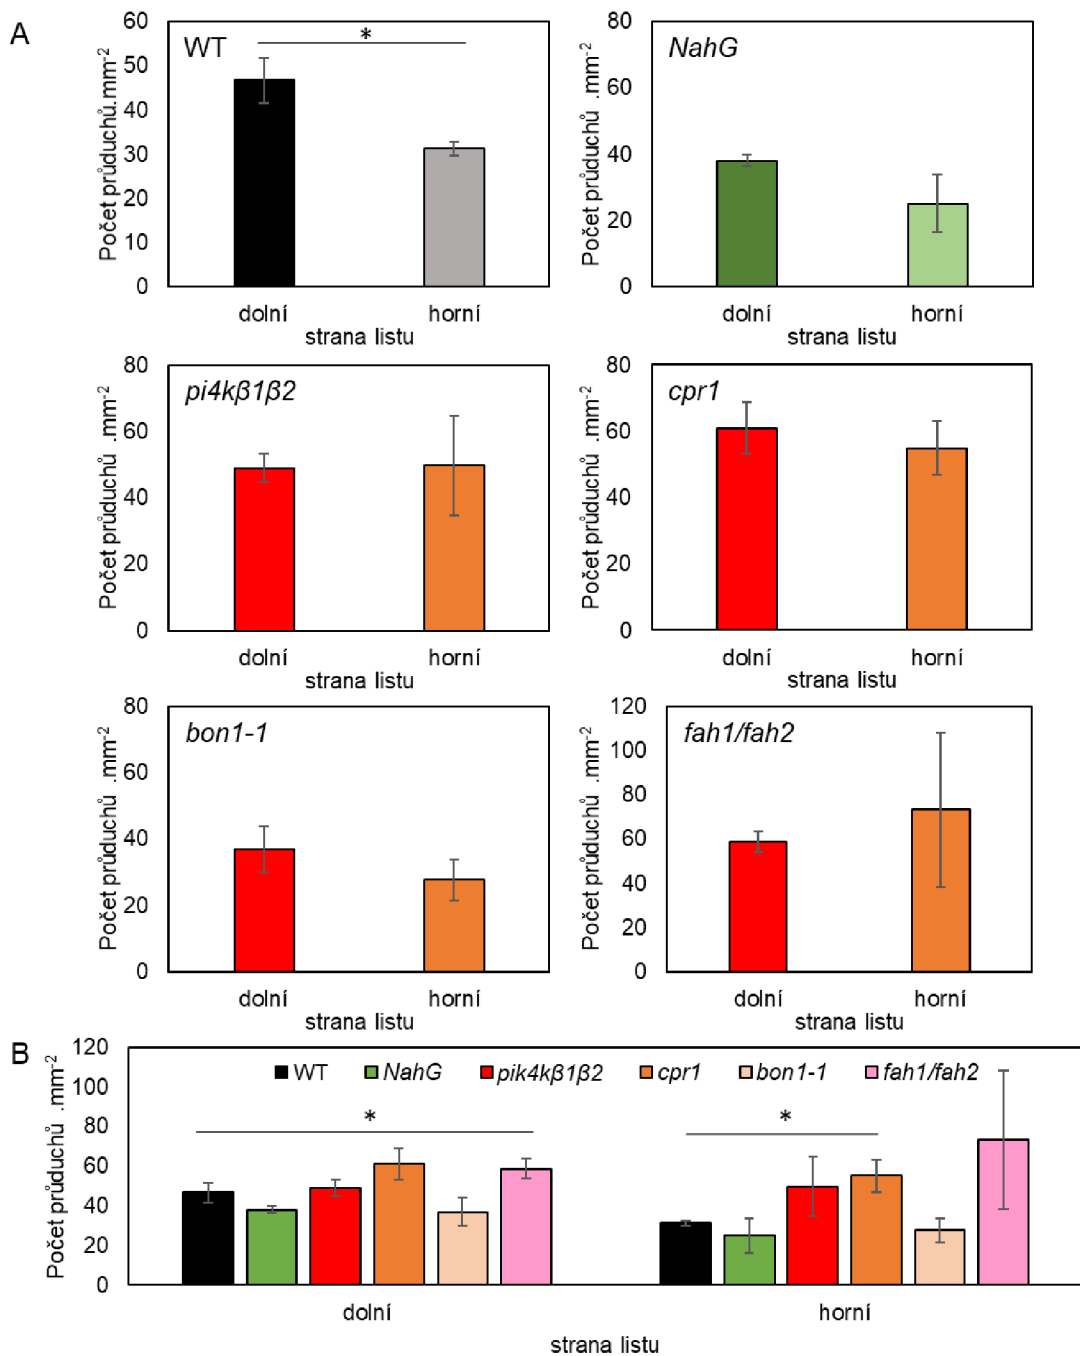 A
WT
*
60
50
40
30
20
10
0
Počet průduchů.mm-2
dolní horní
strana listu
NahG
80
60
40
20
0
Počet průduchů .mm-2
dolní horní
strana listu
pi4kβ1β2
80
60
40
20
0
Počet průduchů .mm-2
dolní horní
strana listu
cpr1
80
60
40
20
0
Počet průduchů .mm-2
dolní horní
strana listu
bon1-1
80
60
40
20
0
Počet průduchů .mm-2
dolní horní
strana listu
fah1/fah2
120
100
80
60
40
20
0
Počet průduchů .mm-2
dolní horní
strana listu
B
120
100
80
60
40
20
0
Počet průduchů .mm-2
WT NahG pik4kβ1β2 cpr1 bon1-1 fah1/fah2
* *
dolní horní
strana listu